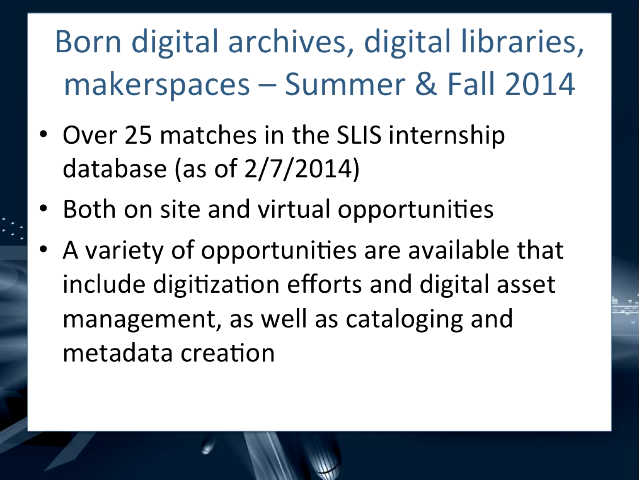 Born digital archives, digital libraries,
makerspaces – Summer & Fall 2014
• Over 25 matches in the SLIS internship
database (as of 2/7/2014)
• Both on site and virtual opportunities
• A variety of opportunities are available that
include digitization efforts and digital asset
management, as well as cataloging and
metadata creation